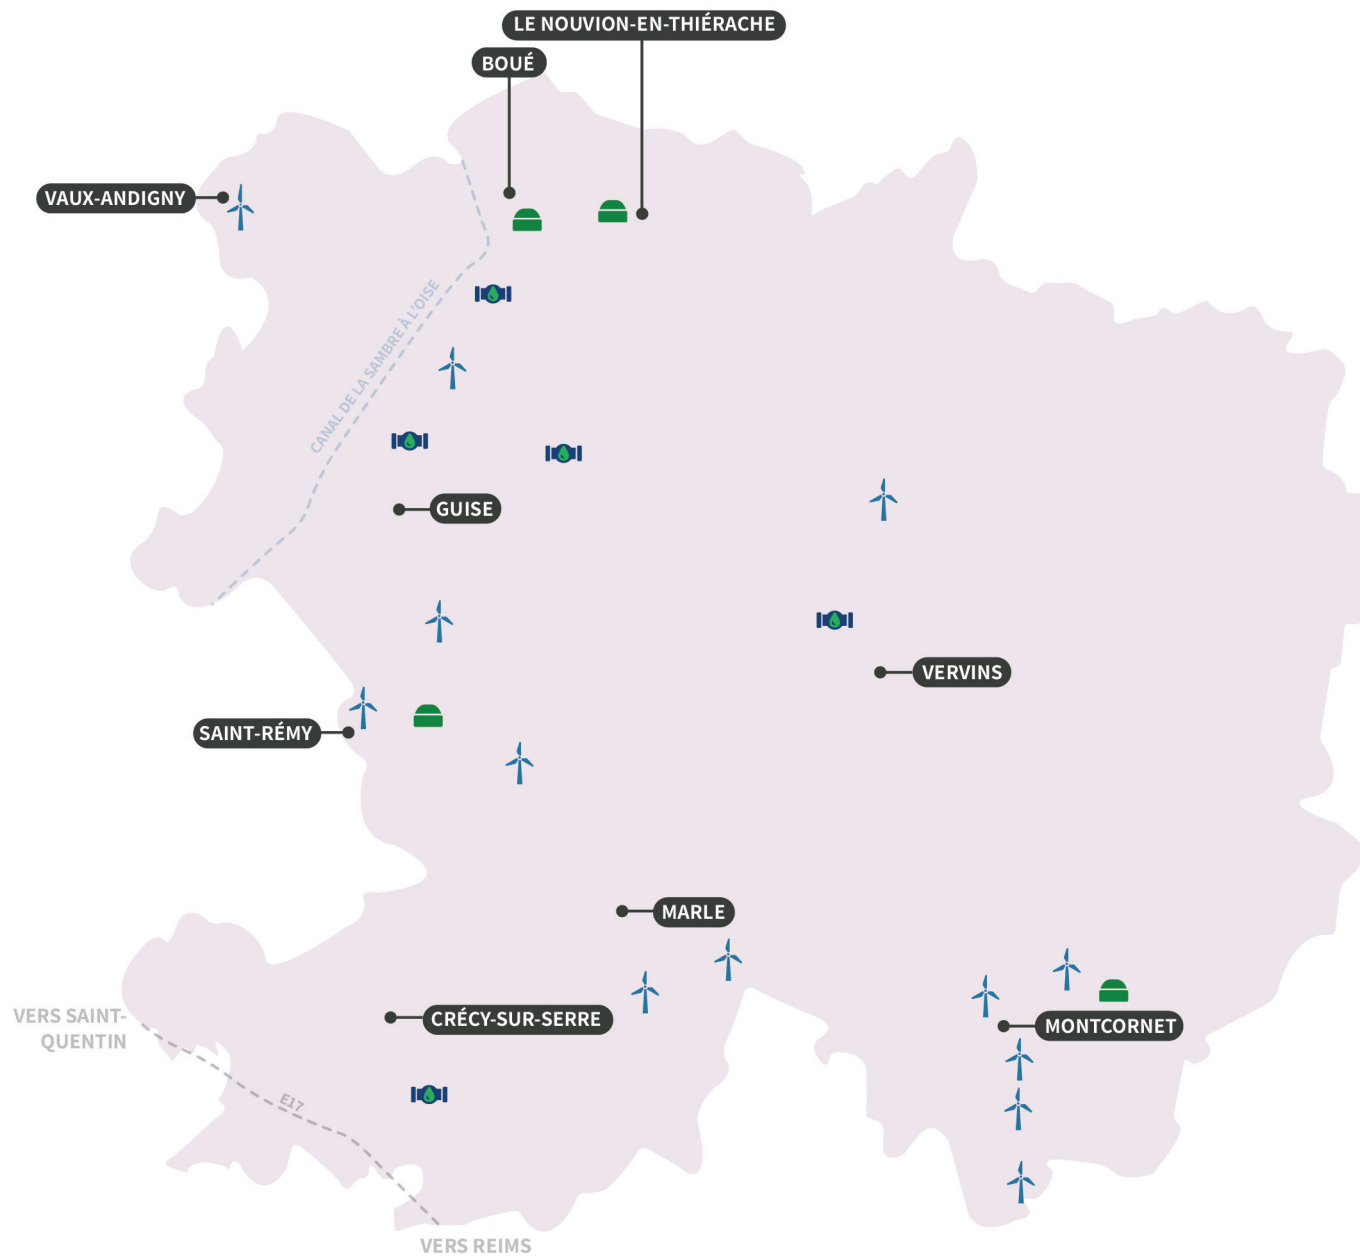 LE NOUVION-EN-THIÉRACHE
BOUÉ
VAUX-ANDIGNY
CANAL DE LA SAMBRE À L'OISE
GUISE
VERVINS
SAINT-RÉMY
MARLE
CRÉCY-SUR-SERRE
MONTCORNET
VERS SAINT-
QUENTIN
E17
VERS REIMS